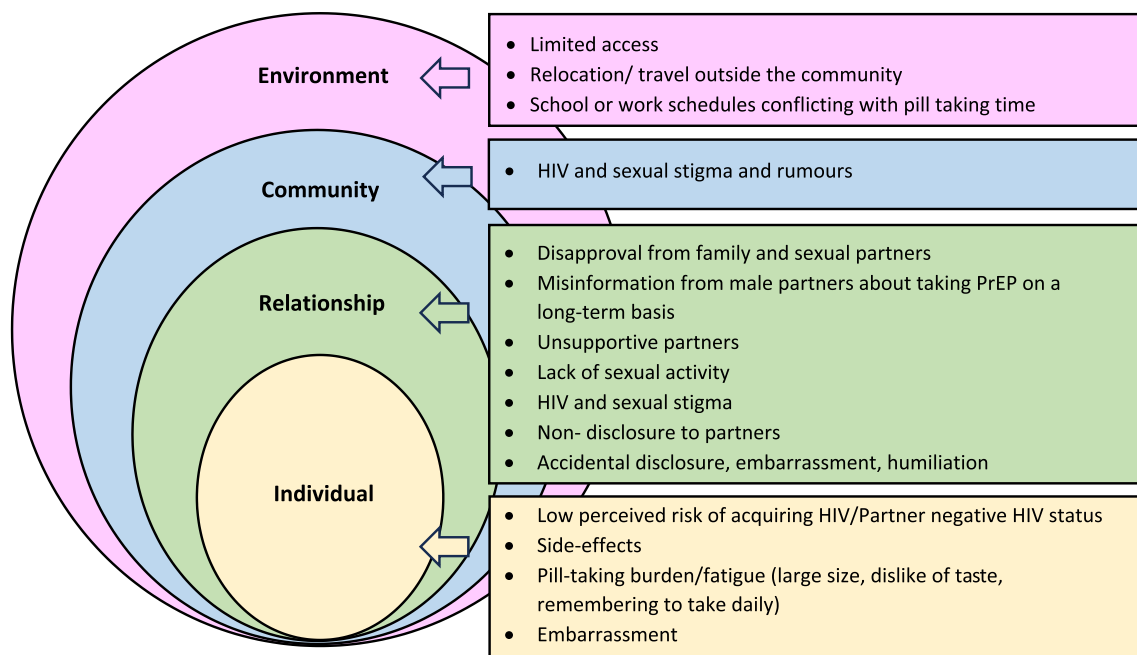 Environment
• Limited access
• Relocation/ travel outside the community
• School or work schedules conflicting with pill taking time
Community
• HIV and sexual stigma and rumours
Relationship
• Disapproval from family and sexual partners
• Misinformation from male partners about taking PrEP on a
long-term basis
• Unsupportive partners
• Lack of sexual activity
• HIV and sexual stigma
• Non- disclosure to partners
• Accidental disclosure, embarrassment, humiliation
Individual
• Low perceived risk of acquiring HIV/Partner negative HIV status
• Side-effects
• Pill-taking burden/fatigue (large size, dislike of taste,
remembering to take daily)
• Embarrassment